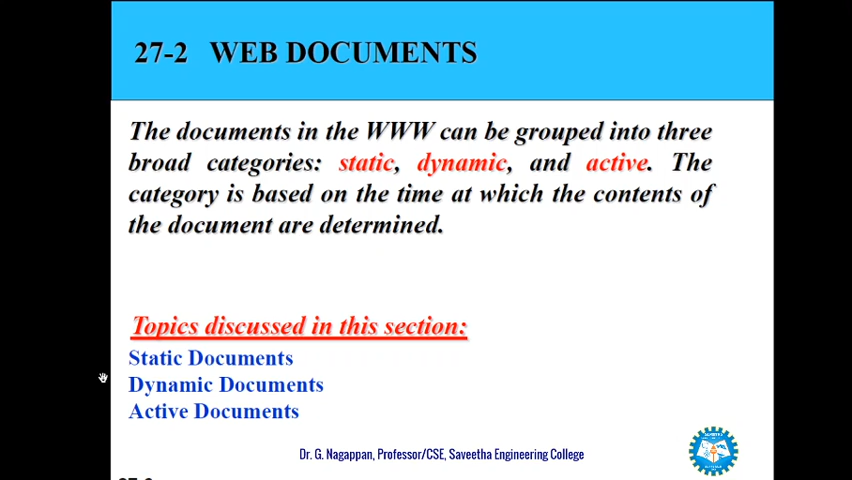 27-2 WEB DOCUMENTS
The documents in the WWW can be grouped into three
broad categories: static, dynamic, and active. The
category is based on the time at which the contents of
the document are determined.
Topics discussed in this section:
Static Documents
Dynamic Documents
Active Documents
Dr. G. Nagappan, Professor/CSE, Saveetha Engineering College